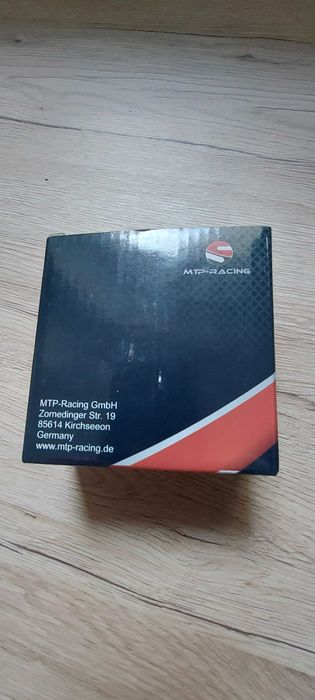 MTP-RACING
MTP-Racing GmbH
Zornedinger Str. 19
85614 Kirchseeon
Germany
www.mtp-racing.de